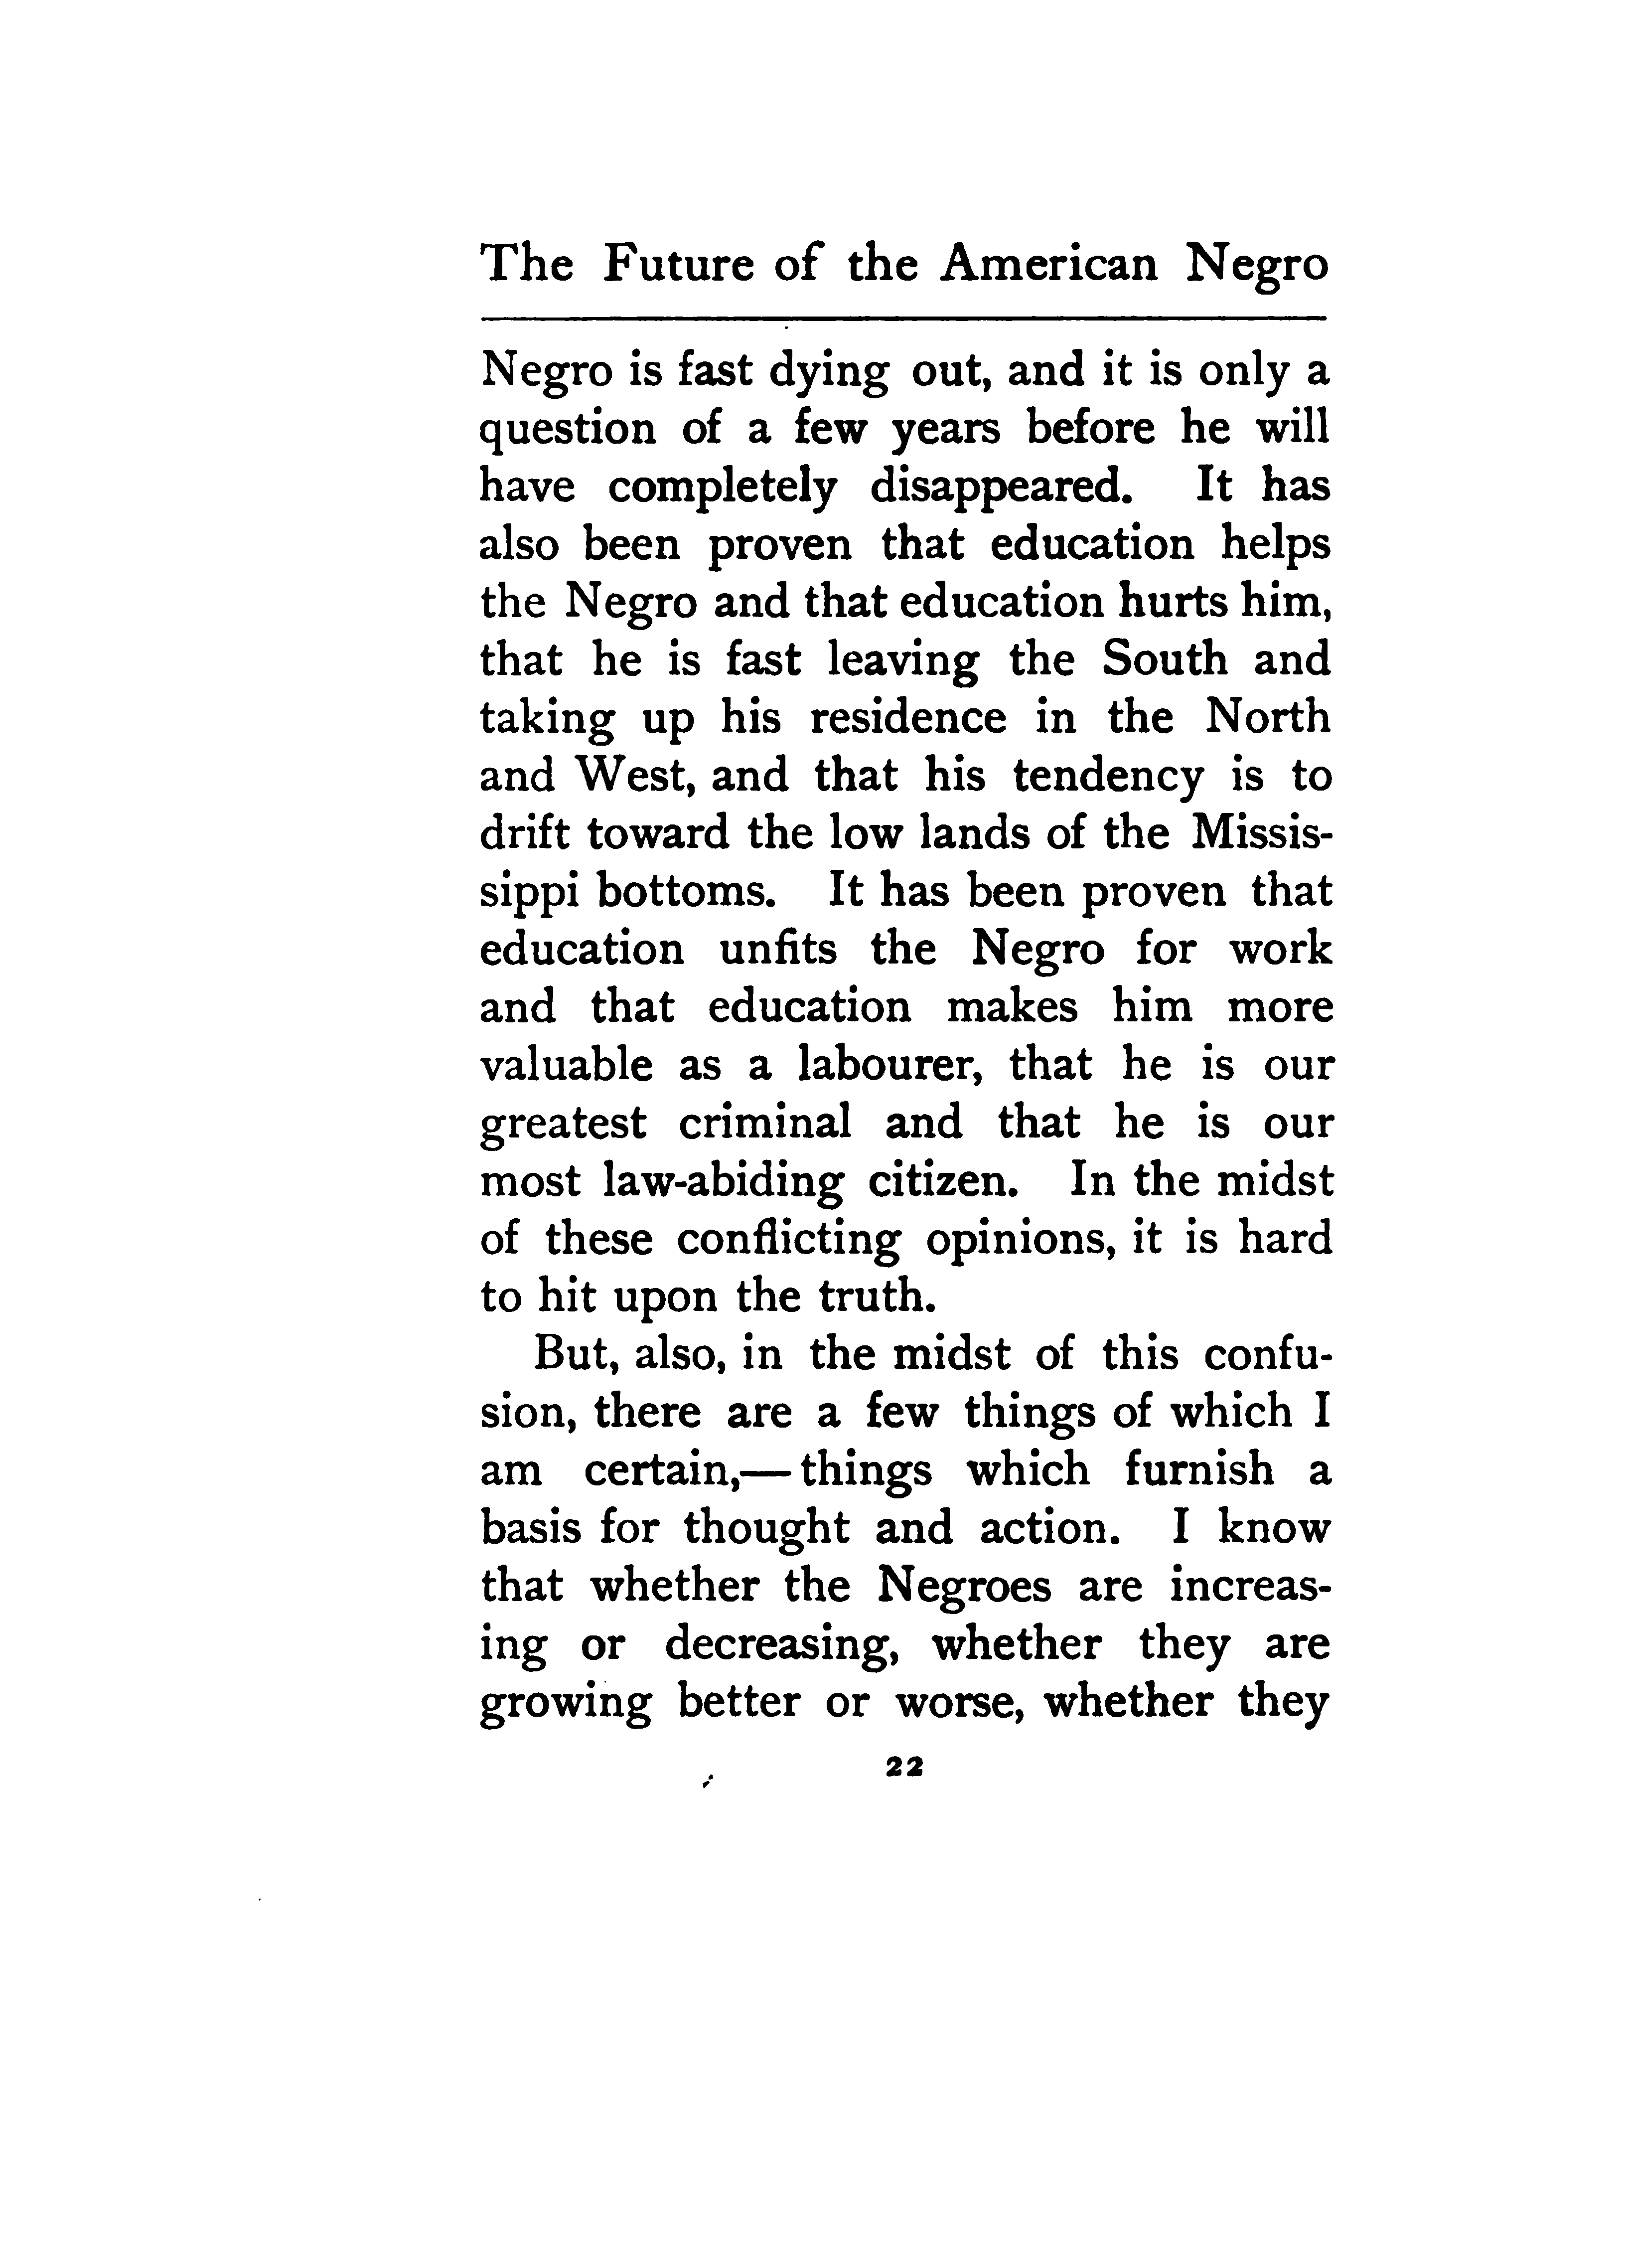 The Future of the American Negro
Negro is fast dying out, and it is only a
question of a few years before he will
have completely disappeared. It has
also been proven that education helps
the Negro and that education hurts him,
that he is fast leaving the South and
taking up his residence in the North
and West, and that his tendency is to
drift toward the low lands of the Missis-
sippi bottoms. It has been proven that
education unfits the Negro for work
and that education makes him more
valuable as a labourer, that he is our
greatest criminal and that he is our
most law-abiding citizen. In the midst
of these conflicting opinions, it is hard
to hit upon the truth.
But, also, in the midst of this confu-
sion, there are a few things of which I
am certain,—things which furnish a
basis for thought and action. I know
that whether the Negroes are increas-
ing or decreasing, whether they are
growing better or worse, whether they
22